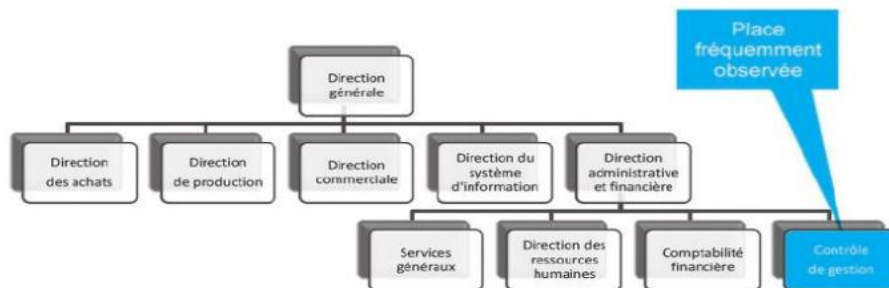 Place
fréquemment
observée
Direction
générale
Direction
des achats
Direction
de production
Direction
commerciale
Direction du
système
d'information
Direction
administrative
et financière
Services
généraux
Direction des
ressources
humaines
Comptabilité
financière
Contrôle
de gestion